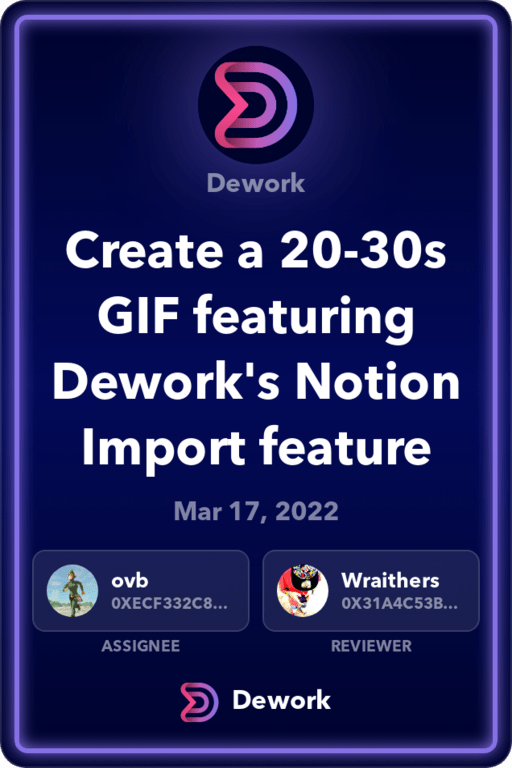 Dework
Create a 20-30s
GIF featuring
Dework's Notion
Import feature
Mar 17, 2022
ovb
0XECF332C8...
ASSIGNEE
Wraithers
0X31A4C53B...
REVIEWER
Dework